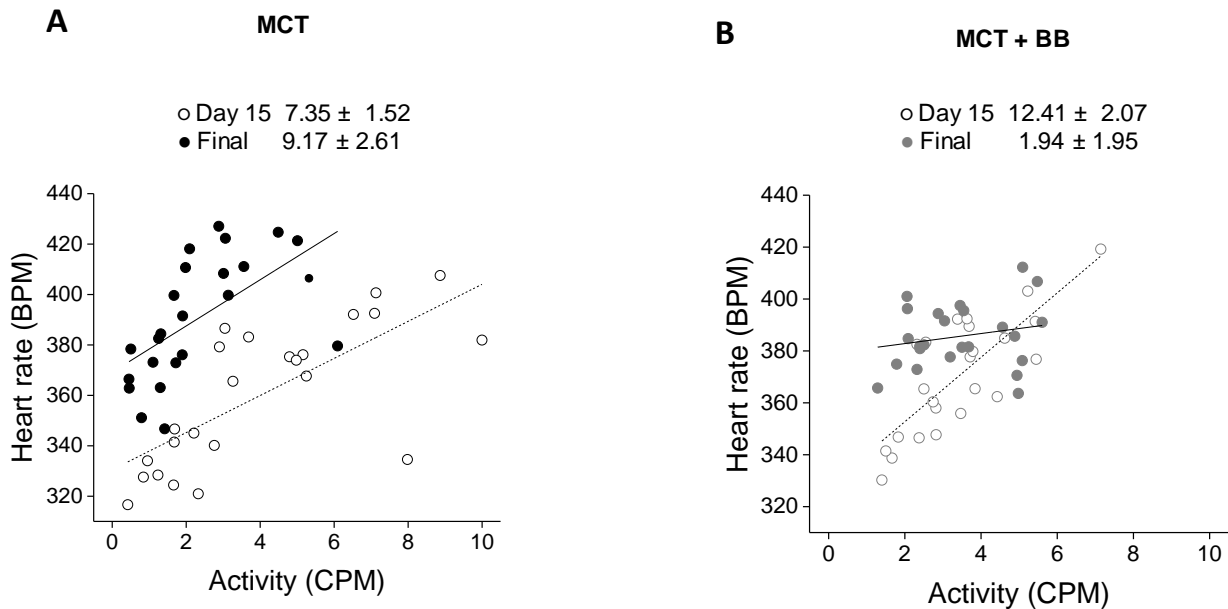 A
MCT
Day 15 7.35 ± 1.52
Final 9.17 ± 2.61
Heart rate (BPM)
440
420
400
380
360
340
320
0 2 4 6 8 10
Activity (CPM)
B
MCT + BB
Day 15 12.41 ± 2.07
Final 1.94 ± 1.95
Heart rate (BPM)
440
420
400
380
360
340
320
0 2 4 6 8 10
Activity (CPM)